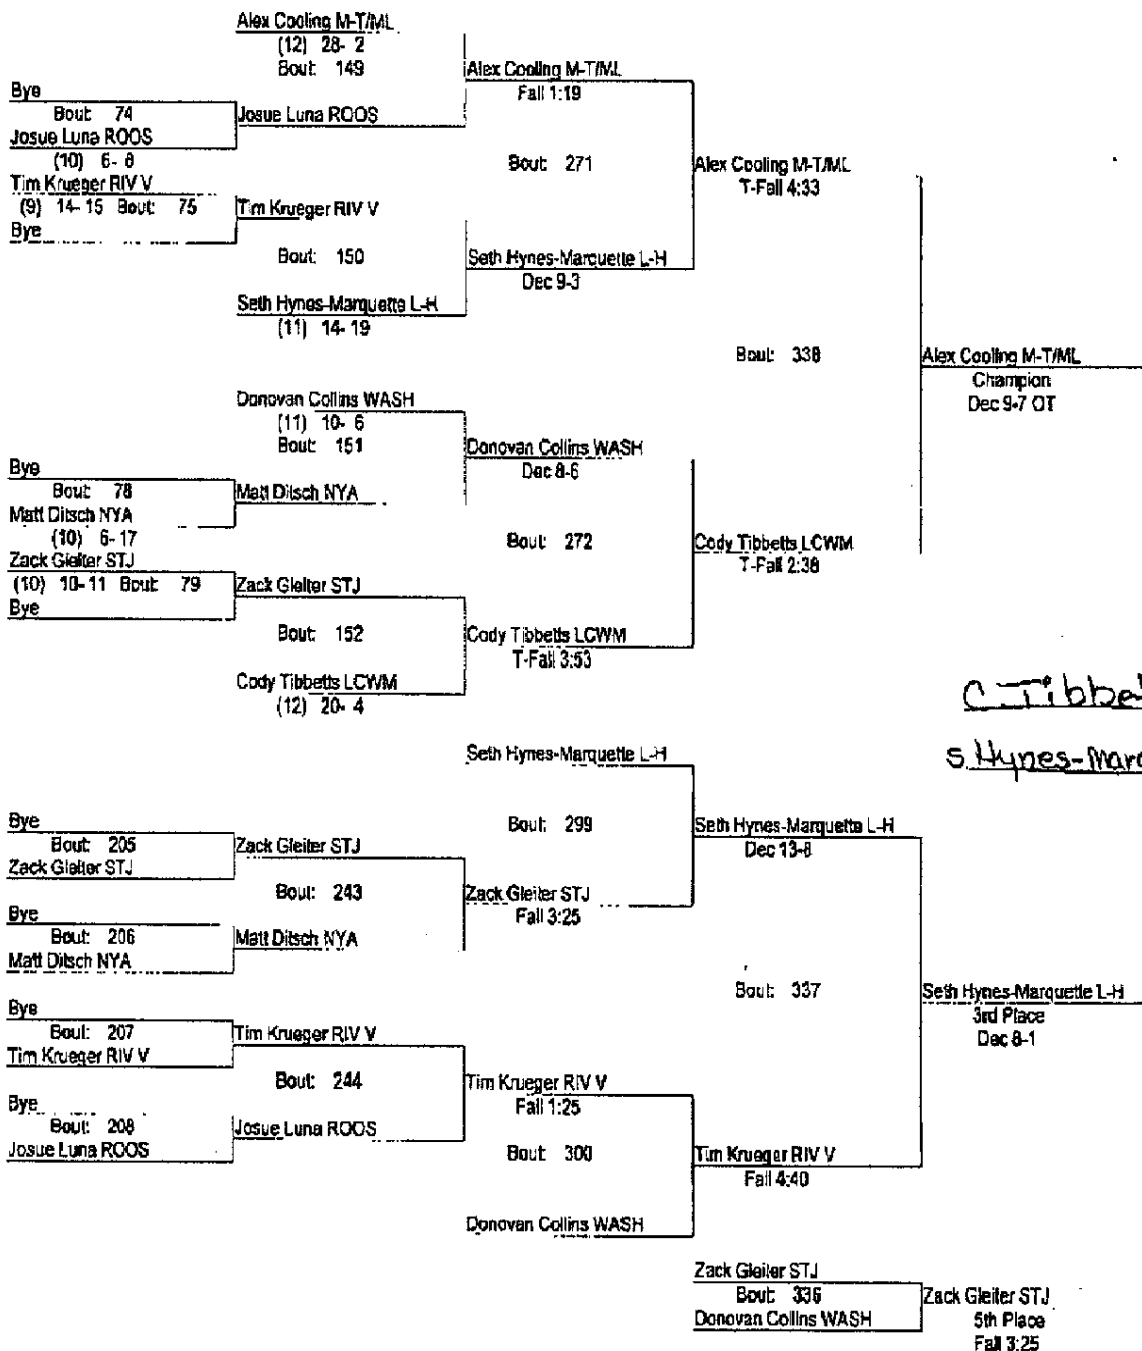 Alex Cooling M-T/ML
(12) 28- 2
Bout: 149
Alex Cooling M-T/ML
Fall 1:19
Bye
Bout: 74
Josue Luna ROOS
Josue Luna ROOS
(10) 6- 8
Bout: 271
Alex Cooling M-T/ML
T-Fall 4:33
Tim Krueger RIV V
(9) 14- 15 Bout: 75
Tim Krueger RIV V
Bye
Bout: 150
Seth Hynes-Marquette L-H
Dec 9-3
Seth Hynes-Marquette L-H
(11) 14- 19
Bout: 338
Alex Cooling M-T/ML
Champion
Dec 9-7 OT
Donovan Collins WASH
(11) 10- 6
Bout: 151
Donovan Collins WASH
Dec 8-6
Bye
Bout: 78
Matt Ditsch NYA
Matt Ditsch NYA
(10) 6- 17
Bout: 272
Cody Tibbetts LCWM
T-Fall 2:38
Zack Gleiter STJ
(10) 10- 11 Bout: 79
Zack Gleiter STJ
Bye
Bout: 152
Cody Tibbetts LCWM
T-Fall 3:53
Cody Tibbetts LCWM
(12) 20- 4
C Tibbe
S. Hynes-Mar
Seth Hynes-Marquette L-H
Bout: 299
Seth Hynes-Marquette L-H
Dec 13-8
Bye
Bout: 205
Zack Gleiter STJ
Zack Gleiter STJ
Bout: 243
Zack Gleiter STJ
Fall 3:25
Bye
Bout: 206
Matt Ditsch NYA
Matt Ditsch NYA
Bout: 337
Seth Hynes-Marquette L-H
3rd Place
Dec 8-1
Bye
Bout: 207
Tim Krueger RIV V
Tim Krueger RIV V
Bout: 244
Tim Krueger RIV V
Fall 1:25
Bye
Bout: 208
Josue Luna ROOS
Josue Luna ROOS
Bout: 300
Tim Krueger RIV V
Fall 4:40
Donovan Collins WASH
Zack Gleiter STJ
Bout: 336
Zack Gleiter STJ
Donovan Collins WASH
5th Place
Fall 3:25